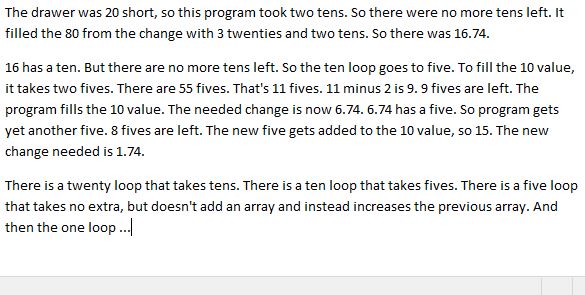 The drawer was 20 short, so this program took two tens. So there were no more tens left. It
filled the 80 from the change with 3 twenties and two tens. So there was 16.74.
16 has a ten. But there are no more tens left. So the ten loop goes to five. To fill the 10 value,
it takes two fives. There are 55 fives. That's 11 fives. 11 minus 2 is 9. 9 fives are left. The
program fills the 10 value. The needed change is now 6.74. 6.74 has a five. So program gets
yet another five. 8 fives are left. The new five gets added to the 10 value, so 15. The new
change needed is 1.74.
There is a twenty loop that takes tens. There is a ten loop that takes fives. There is a five loop
that takes no extra, but doesn't add an array and instead increases the previous array. And
then the one loop ...